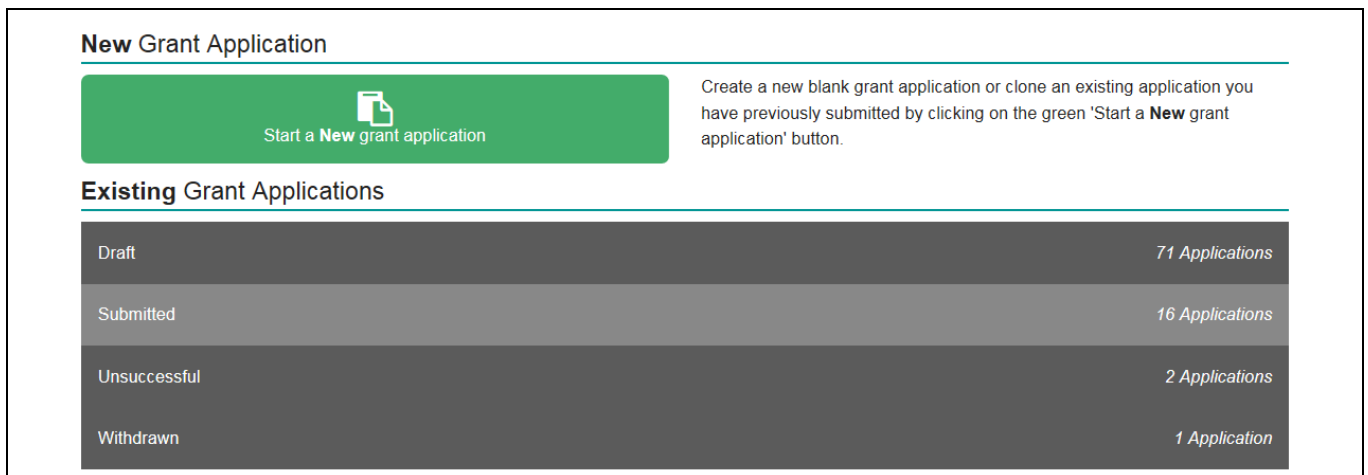 New Grant Application
Start a New grant application
Create a new blank grant application or clone an existing application you
have previously submitted by clicking on the green 'Start a New grant
application' button.
Existing Grant Applications
Draft 71 Applications
Submitted 16 Applications
Unsuccessful 2 Applications
Withdrawn 1 Application